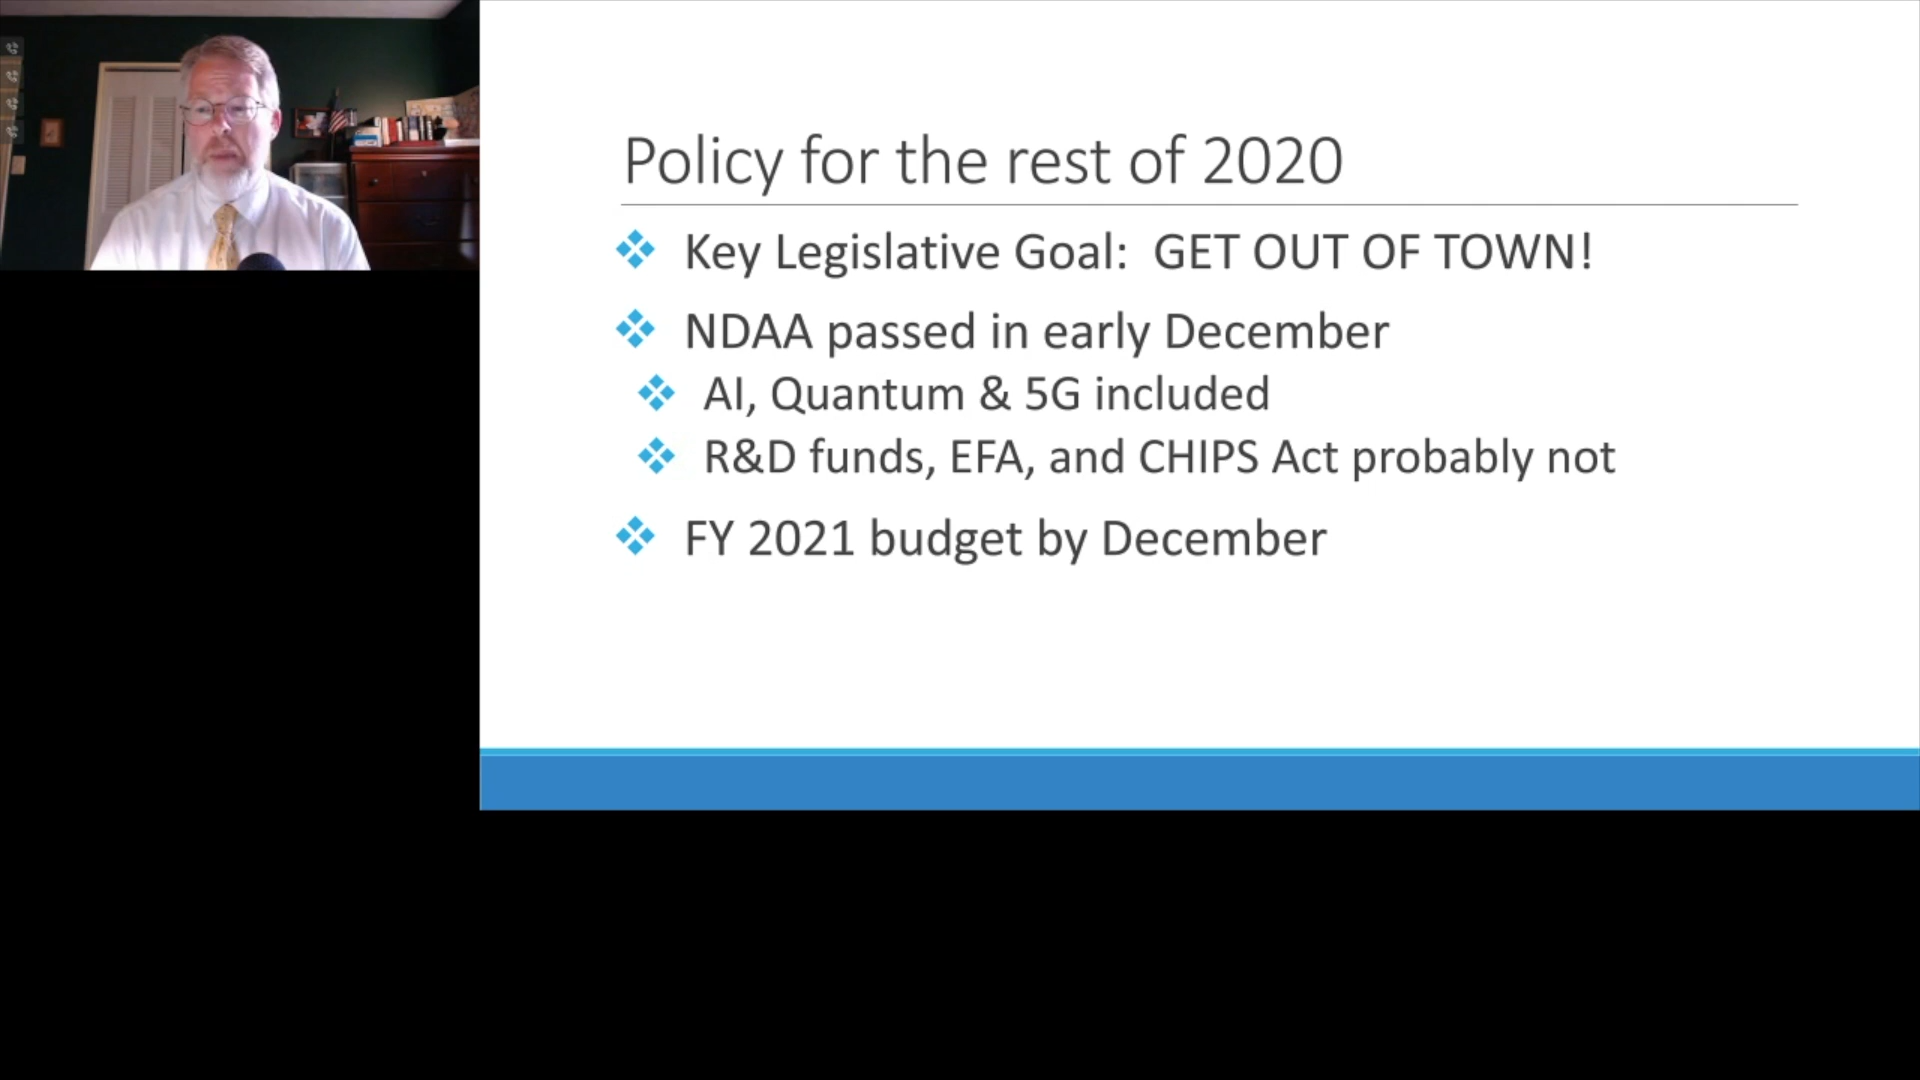 Policy for the rest of 2020
Key Legislative Goal:  GET OUT OF TOWN!
NDAA passed in early December
AI, Quantum & 5G included
R&D funds, EFA, and CHIPS Act probably not
FY 2021 budget by December